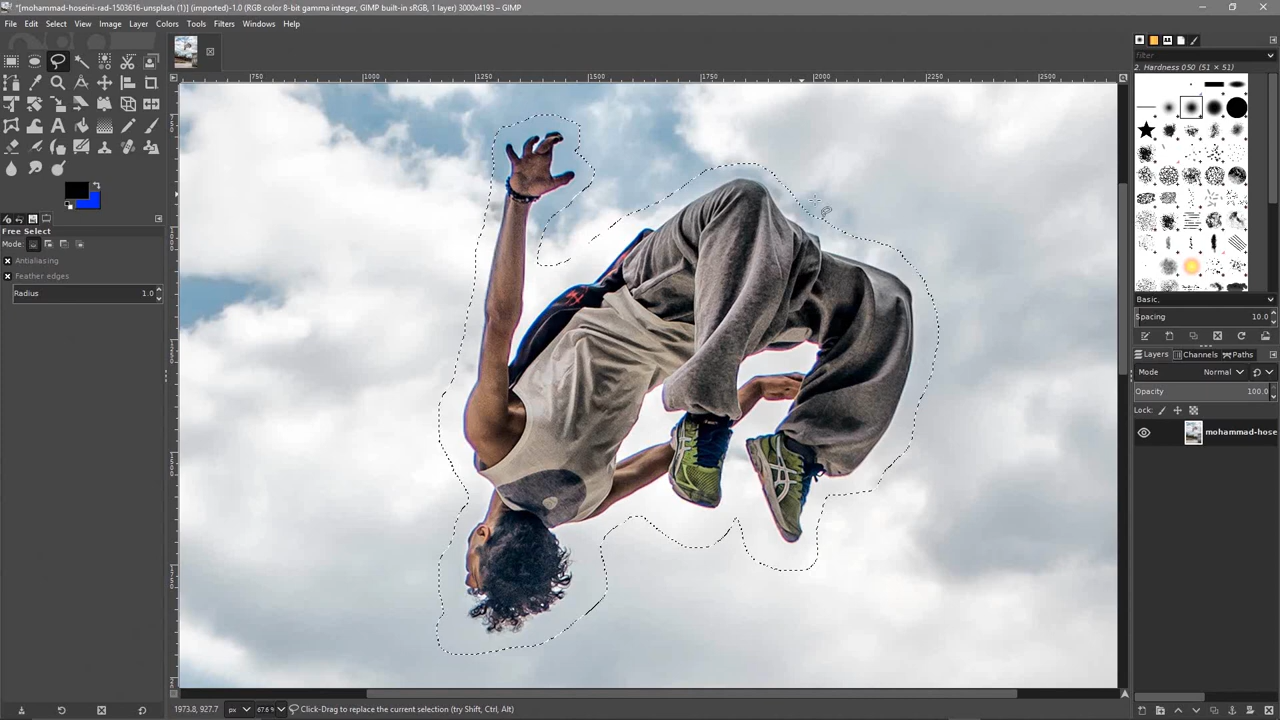 *[mohammad-hoseini-rad-1503616-unsplash (1)] (imported)-1.0 (RGB color 8-bit gamma integer, GIMP built-in sRGB, 1 layer) 3000x4193 – GIMP
File Edit Select View Image Layer Colors Tools Filters Windows Help
filter
2. Hardness 050 (51 × 51)
750 1000 1250 1500 1750 2000 2250 2500
Free Select
Mode:
Antialiasing
Feather edges
Radius 1.0
Basic,
Spacing 10.0
Layers Channels Paths
Mode Normal
Opacity 100.0
Lock:
mohammad-hose
1973.8, 927.7 px 67.6 Click-Drag to replace the current selection (try Shift, Ctrl, Alt)